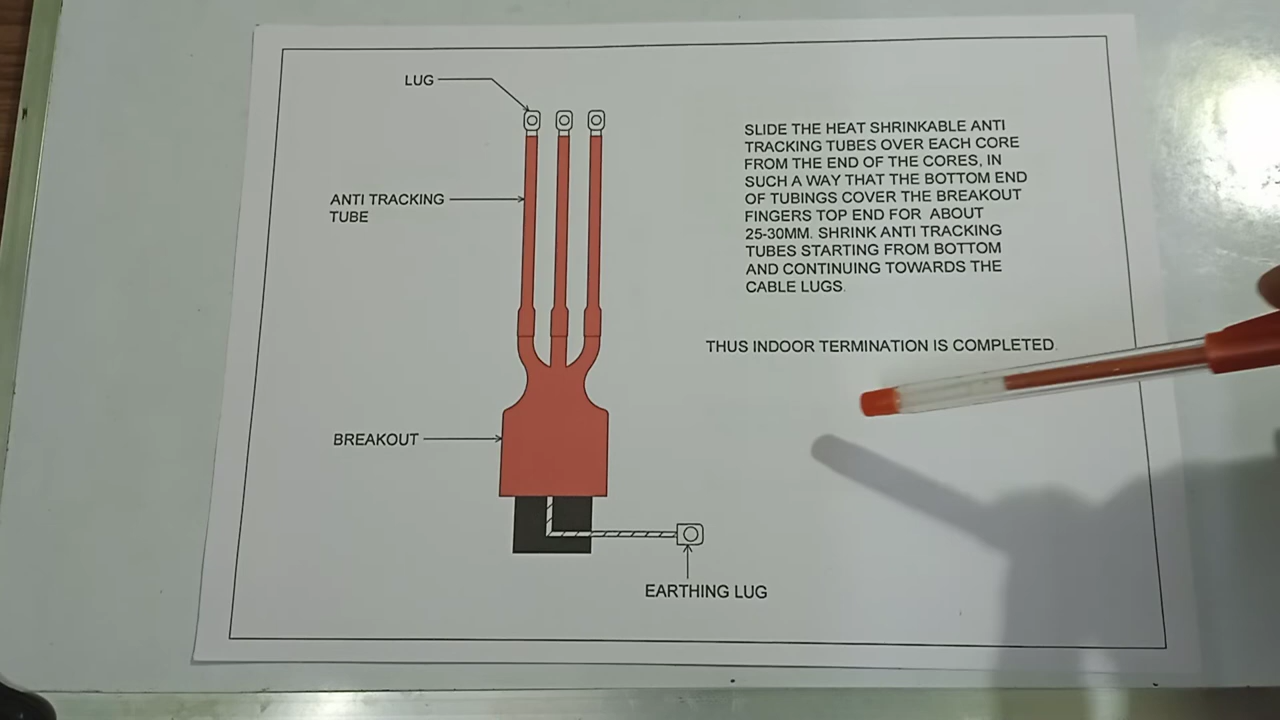 LUG
ANTI TRACKING
TUBE
BREAKOUT
EARTHING LUG
SLIDE THE HEAT SHRINKABLE ANTI
TRACKING TUBES OVER EACH CORE
FROM THE END OF THE CORES, IN
SUCH A WAY THAT THE BOTTOM END
OF TUBINGS COVER THE BREAKOUT
FINGERS TOP END FOR ABOUT
25-30MM. SHRINK ANTI TRACKING
TUBES STARTING FROM BOTTOM
AND CONTINUING TOWARDS THE
CABLE LUGS.
THUS INDOOR TERMINATION IS COMPLETED.